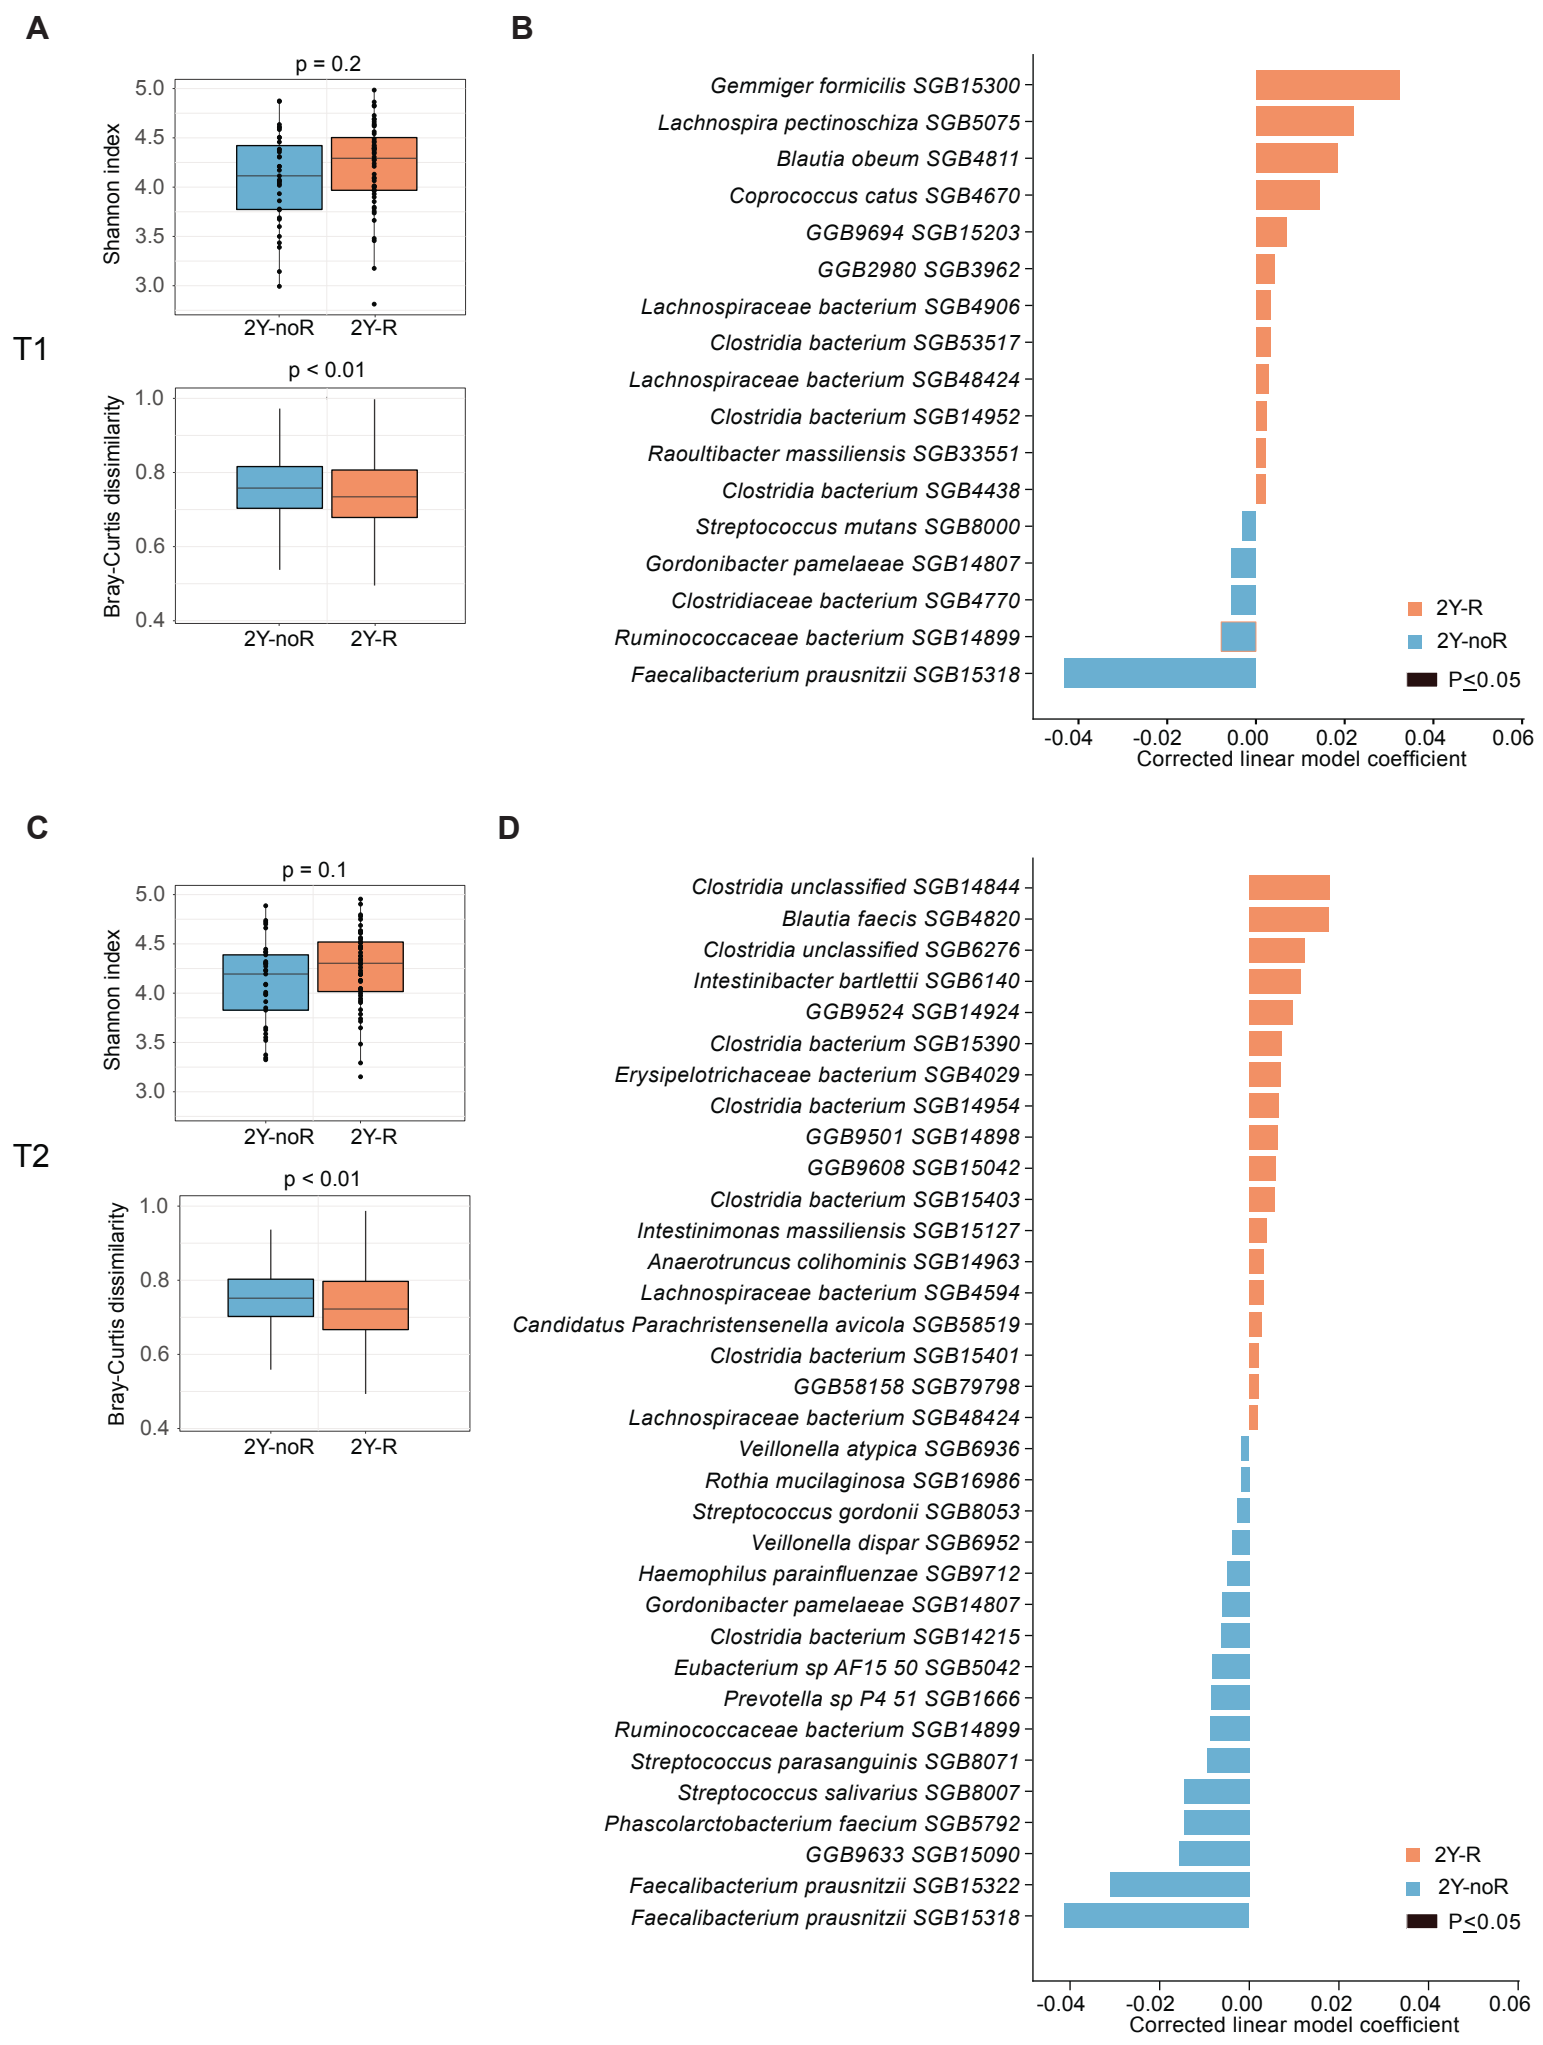 A
p = 0.2
Shannon index
5.0
4.5
4.0
3.5
3.0
2Y-noR
2Y-R
T1
p < 0.01
Bray-Curtis dissimilarity
1.0
0.8
0.6
0.4
2Y-noR
2Y-R
B
Gemmiger formicilis SGB15300
Lachnospira pectinoschiza SGB5075
Blautia obeum SGB4811
Coprococcus catus SGB4670
GGB9694 SGB15203
GGB2980 SGB3962
Lachnospiraceae bacterium SGB4906
Clostridia bacterium SGB53517
Lachnospiraceae bacterium SGB48424
Clostridia bacterium SGB14952
Raoultibacter massiliensis SGB33551
Clostridia bacterium SGB4438
Streptococcus mutans SGB8000
Gordonibacter pamelaeae SGB14807
Clostridiaceae bacterium SGB4770
Ruminococcaceae bacterium SGB14899
Faecalibacterium prausnitzii SGB15318
2Y-R
2Y-noR
P≤0.05
-0.04 -0.02 0.00 0.02 0.04 0.06
Corrected linear model coefficient
C
p = 0.1
Shannon index
5.0
4.5
4.0
3.5
3.0
2Y-noR
2Y-R
T2
p < 0.01
Bray-Curtis dissimilarity
1.0
0.8
0.6
0.4
2Y-noR
2Y-R
D
Clostridia unclassified SGB14844
Blautia faecis SGB4820
Clostridia unclassified SGB6276
Intestinibacter bartlettii SGB6140
GGB9524 SGB14924
Clostridia bacterium SGB15390
Erysipelotrichaceae bacterium SGB4029
Clostridia bacterium SGB14954
GGB9501 SGB14898
GGB9608 SGB15042
Clostridia bacterium SGB15403
Intestinimonas massiliensis SGB15127
Anaerotruncus colihominis SGB14963
Lachnospiraceae bacterium SGB4594
Candidatus Parachristensenella avicola SGB58519
Clostridia bacterium SGB15401
GGB58158 SGB79798
Lachnospiraceae bacterium SGB48424
Veillonella atypica SGB6936
Rothia mucilaginosa SGB16986
Streptococcus gordonii SGB8053
Veillonella dispar SGB6952
Haemophilus parainfluenzae SGB9712
Gordonibacter pamelaeae SGB14807
Clostridia bacterium SGB14215
Eubacterium sp AF15 50 SGB5042
Prevotella sp P4 51 SGB1666
Ruminococcaceae bacterium SGB14899
Streptococcus parasanguinis SGB8071
Streptococcus salivarius SGB8007
Phascolarctobacterium faecium SGB5792
GGB9633 SGB15090
Faecalibacterium prausnitzii SGB15322
Faecalibacterium prausnitzii SGB15318
2Y-R
2Y-noR
P≤0.05
-0.04 -0.02 0.00 0.02 0.04 0.06
Corrected linear model coefficient